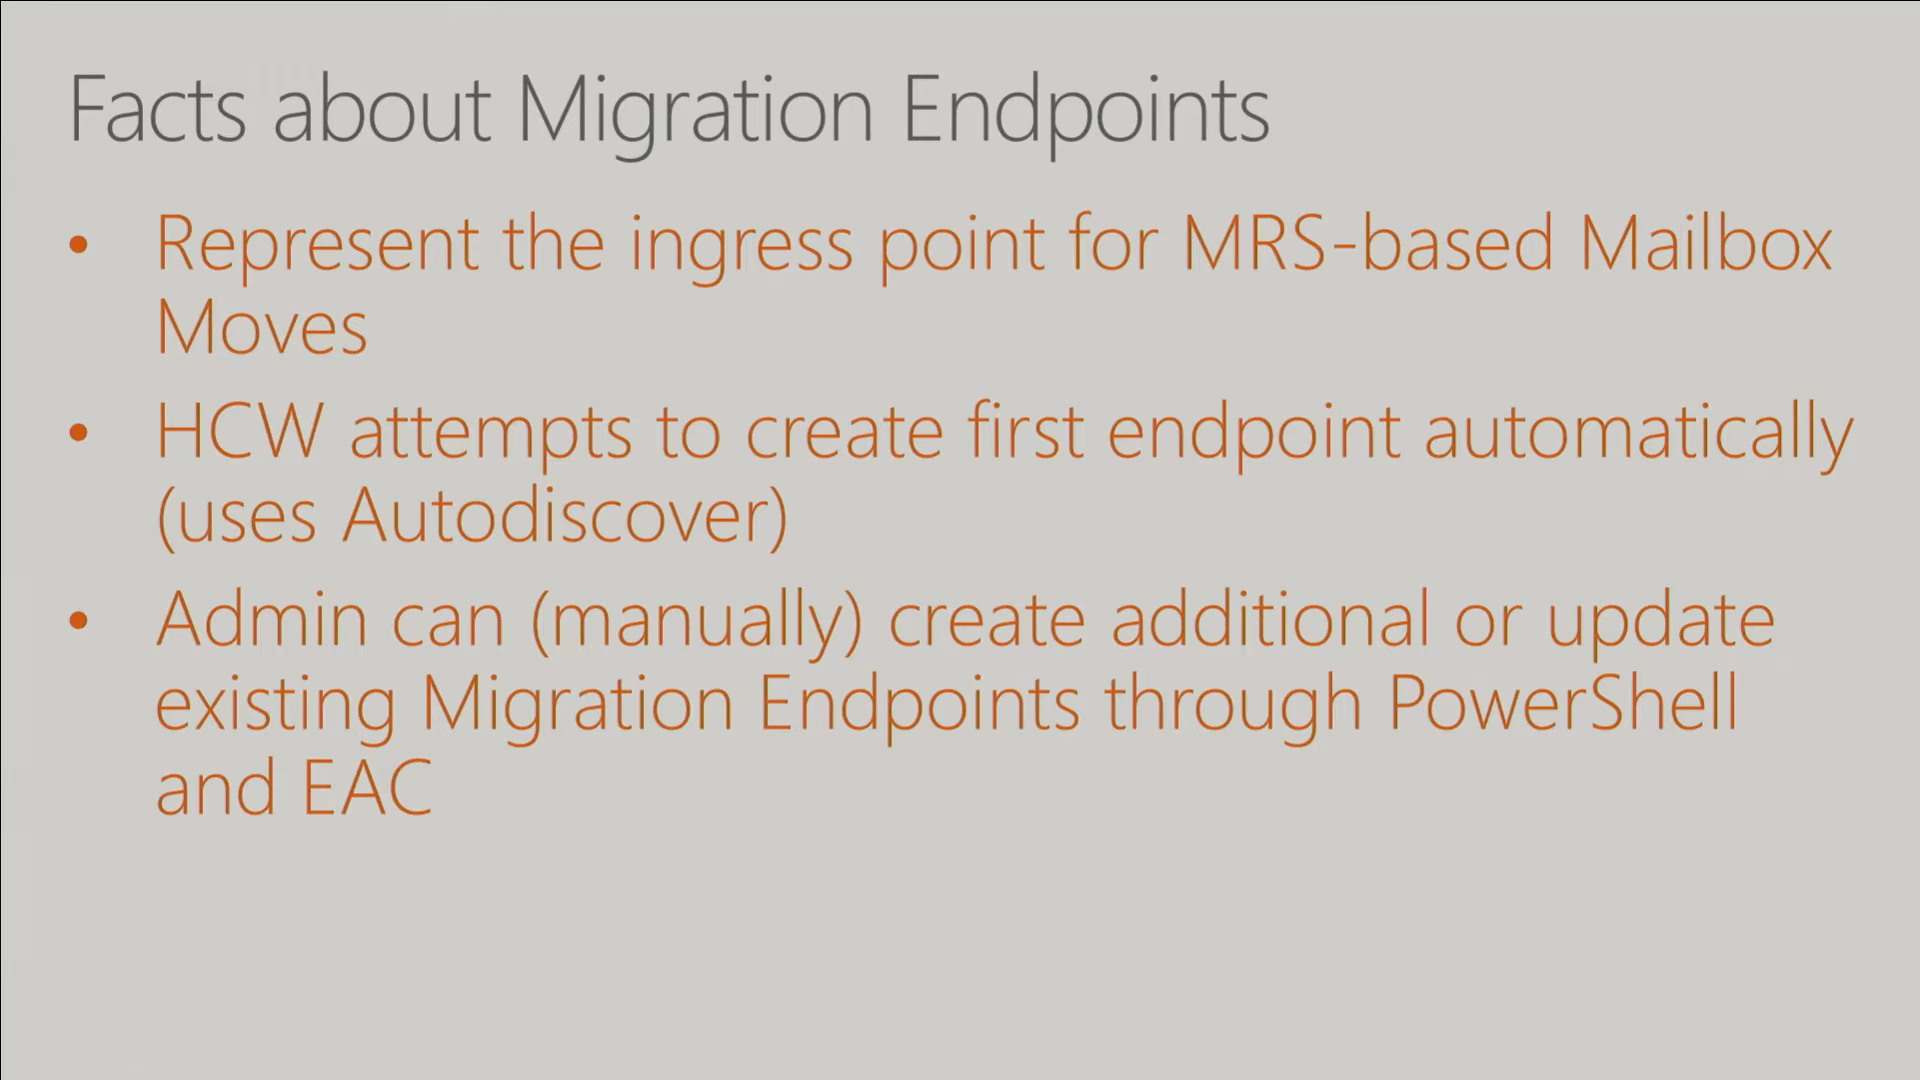 Facts about Migration Endpoints
• Represent the ingress point for MRS-based Mailbox
Moves
• HCW attempts to create first endpoint automatically
(uses Autodiscover)
• Admin can (manually) create additional or update
existing Migration Endpoints through PowerShell
and EAC